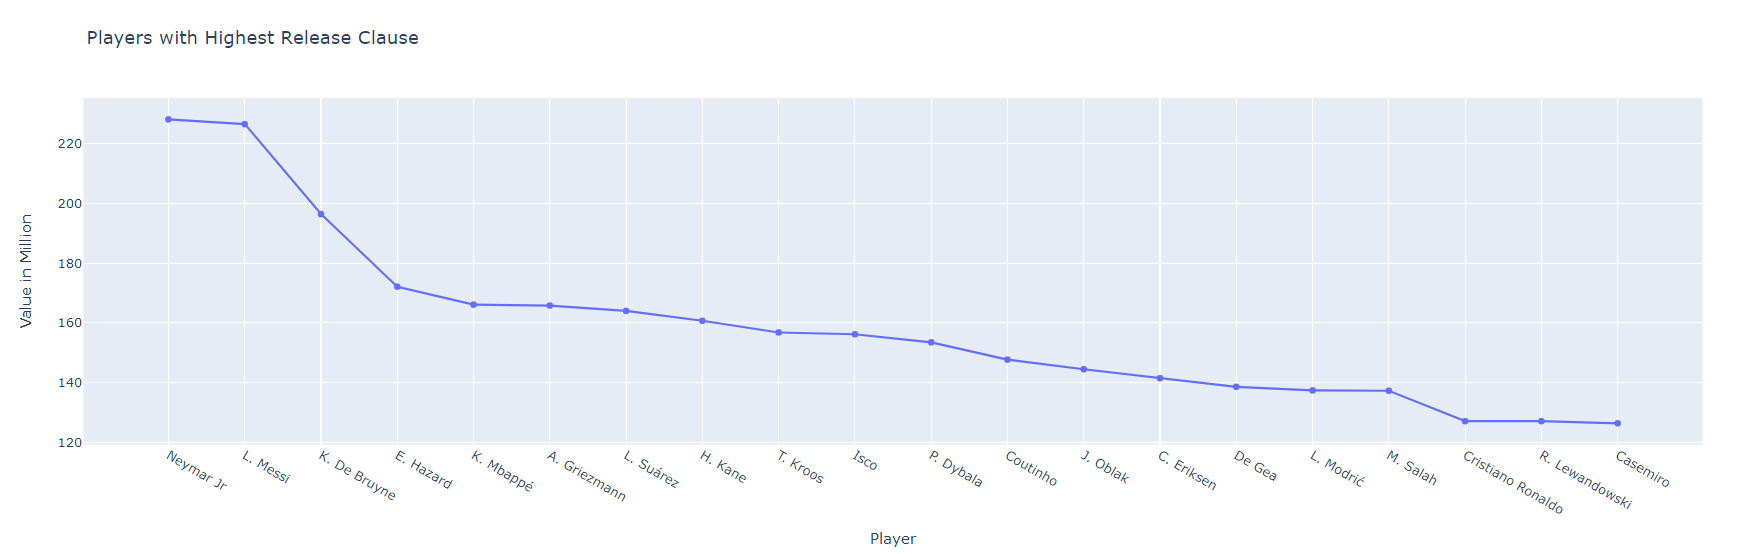 Players with Highest Release Clause
Value in Million
220
200
180
160
140
120
Neymar Jr
L. Messi
K. De Bruyne
E. Hazard
K. Mbappé
A. Griezmann
L. Suárez
H. Kane
T. Kroos
Isco
P. Dybala
Coutinho
J. Oblak
C. Eriksen
De Gea
L. Modrić
M. Salah
Cristiano Ronaldo
R. Lewandowski
Casemiro
Player